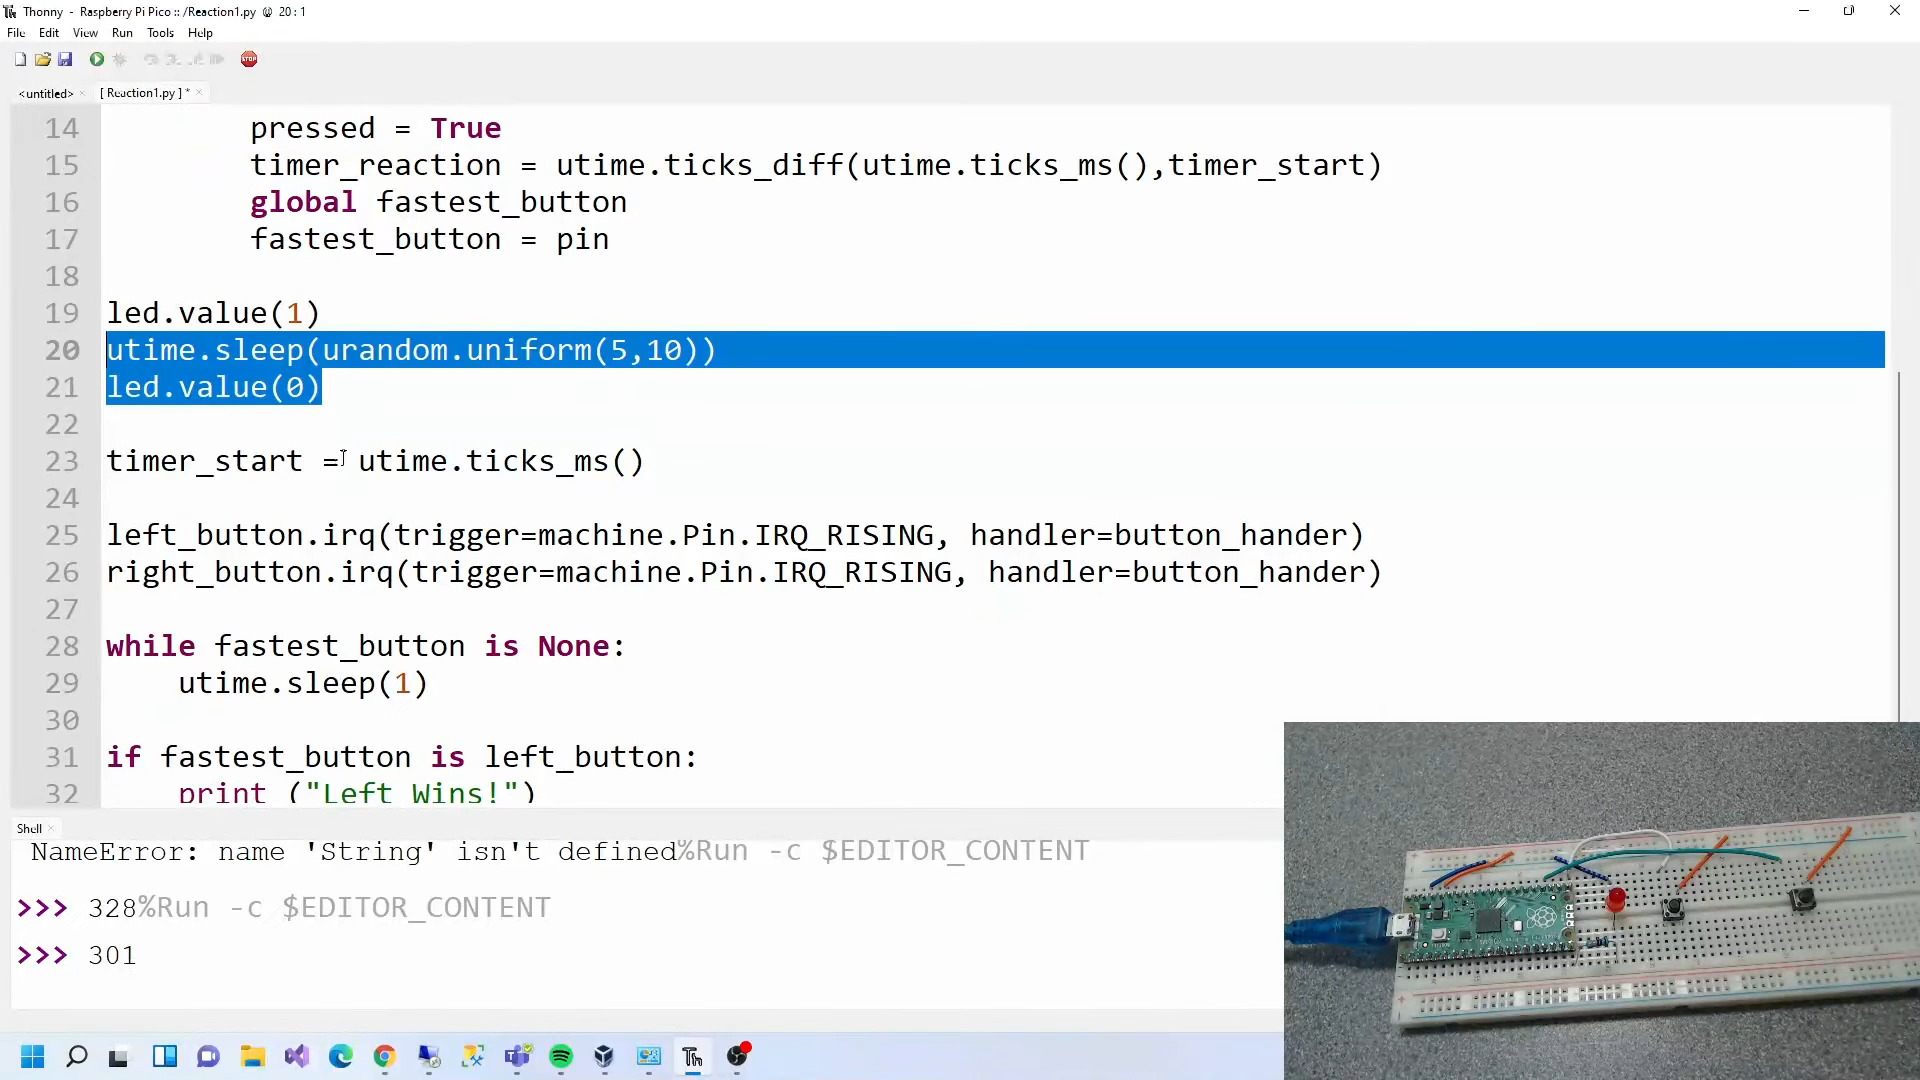 Thonny - Raspberry Pi Pico :: /Reaction1.py @ 20 : 1
File Edit View Run Tools Help
STOP
<untitled> × [ Reaction1.py ] * ×
14 pressed = True
15 timer_reaction = utime.ticks_diff(utime.ticks_ms(),timer_start)
16 global fastest_button
17 fastest_button = pin
18
19 led.value(1)
20 utime.sleep(urandom.uniform(5,10))
21 led.value(0)
22
23 timer_start = utime.ticks_ms()
24
25 left_button.irq(trigger=machine.Pin.IRQ_RISING, handler=button_hander)
26 right_button.irq(trigger=machine.Pin.IRQ_RISING, handler=button_hander)
27
28 while fastest_button is None:
29 utime.sleep(1)
30
31 if fastest_button is left_button:
32 print ("Left Wins!")
Shell ×
NameError: name 'String' isn't defined%Run -c $EDITOR_CONTENT
>>> 328%Run -c $EDITOR_CONTENT
>>> 301